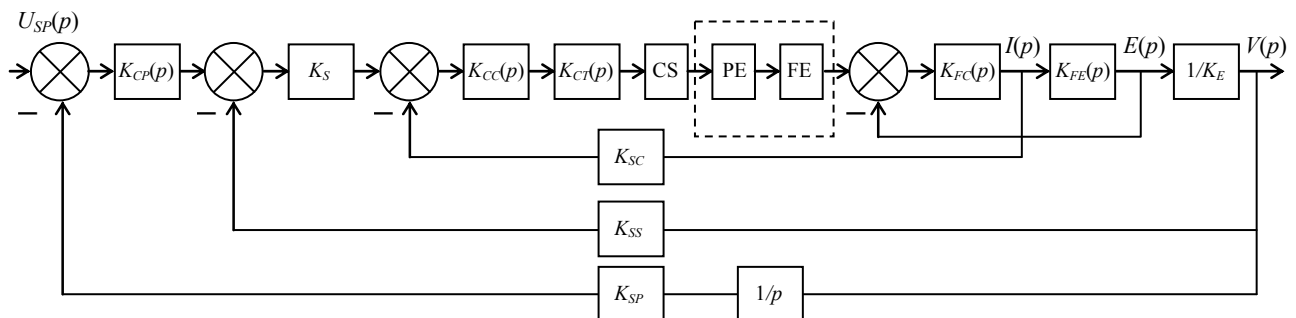 U_SP(p)
K_CP(p)
K_S
K_CC(p)
K_CT(p)
CS
PE
FE
K_FC(p)
I(p)
K_FE(p)
E(p)
1/K_E
V(p)
−
−
−
−
K_SC
K_SS
K_SP
1/p